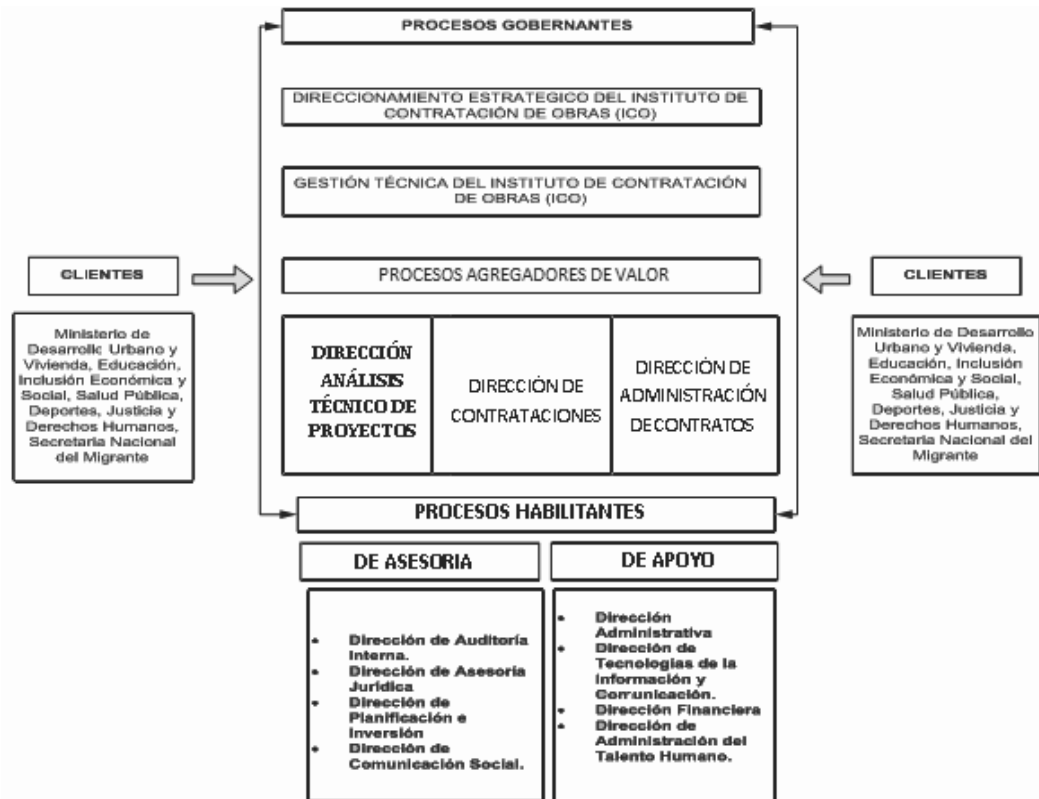 PROCESOS GOBERNANTES
DIRECCIONAMIENTO ESTRATEGICO DEL INSTITUTO DE
CONTRATACIÓN DE OBRAS (ICO)
GESTIÓN TÉCNICA DEL INSTITUTO DE CONTRATACIÓN
DE OBRAS (ICO)
CLIENTES
Ministerio de
Desarrollo Urbano y
Vivienda, Educación,
Inclusión Económica y
Social, Salud Pública,
Deportes, Justicia y
Derechos Humanos,
Secretaria Nacional
del Migrante
PROCESOS AGREGADORES DE VALOR
DIRECCIÓN
ANÁLISIS
TÉCNICO DE
PROYECTOS
DIRECCIÓN DE
CONTRATACIONES
DIRECCIÓN DE
ADMINISTRACIÓN
DE CONTRATOS
CLIENTES
Ministerio de Desarrollo
Urbano y Vivienda,
Educación, Inclusión
Económica y Social,
Salud Pública,
Deportes, Justicia y
Derechos Humanos,
Secretaria Nacional del
Migrante
PROCESOS HABILITANTES
DE ASESORIA
• Dirección de Auditoría
Interna.
• Dirección de Asesoria
Jurídica
• Dirección de
Planificación e
Inversión
• Dirección de
Comunicación Social.
DE APOYO
• Dirección
Administrativa
• Dirección de
Tecnologias de la
Información y
Comunicación.
• Dirección Financiera
• Dirección de
Administración del
Talento Humano.